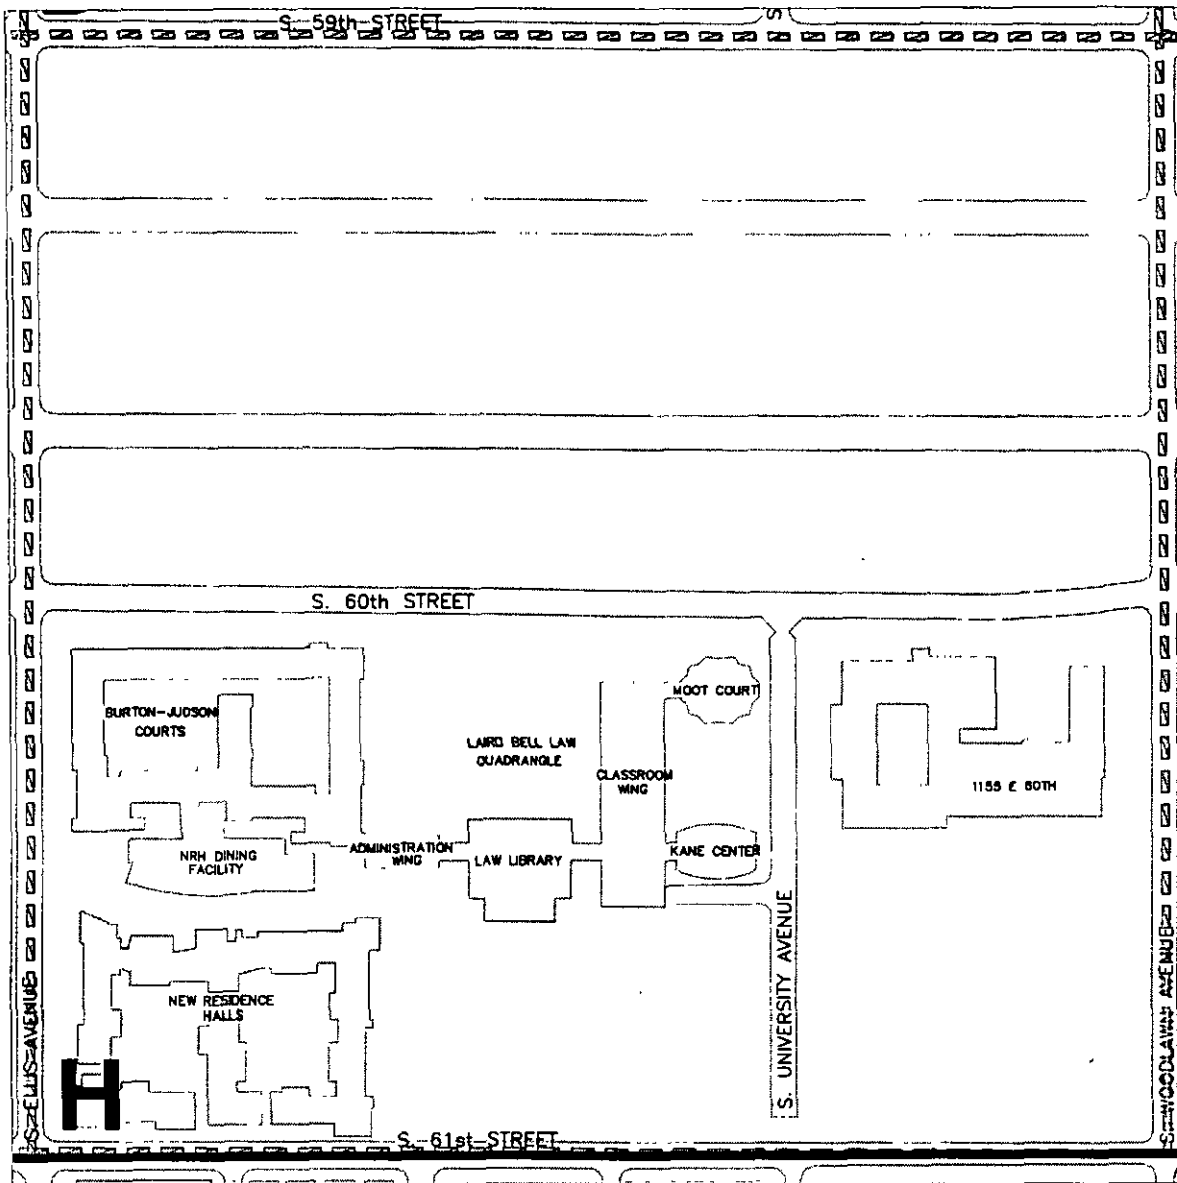 S. 59th STREET
S
S. 60th STREET
BURTON-JUDSON
COURTS
MOOT COURT
LAIRD BELL LAW
QUADRANGLE
CLASSROOM
WING
1155 E 60TH
NRH DINING
FACILITY
ADMINISTRATION
WING
LAW LIBRARY
KANE CENTER
NEW RESIDENCE
HALLS
S. UNIVERSITY AVENUE
S. ELLIS AVENUE
S. WOODLAWN AVENUE
H
S. 61st STREET